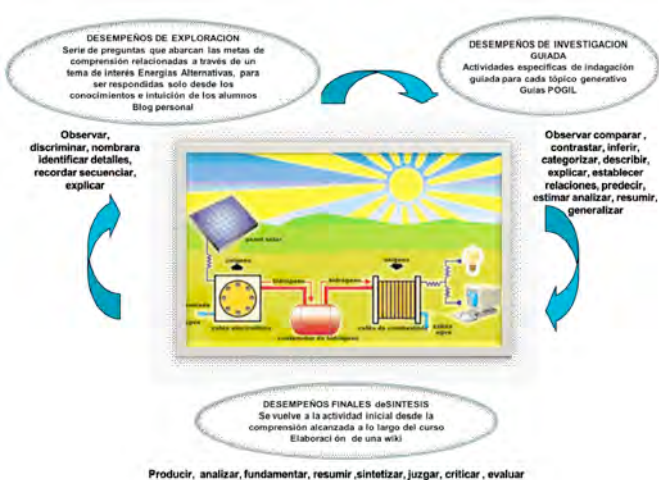 DESEMPEÑOS DE EXPLORACION
Serie de preguntas que abarcan las metas de
comprensión relacionadas a través de un
tema de interés Energías Alternativas, para
ser respondidas solo desde los
conocimientos e intuición de los alumnos
Blog personal
DESEMPEÑOS DE INVESTIGACION
GUIADA
Actividades específicas de indagación
guiada para cada tópico generativo
Guías POGIL
Observar,
discriminar, nombrara
identificar detalles,
recordar secuenciar,
explicar
Observar comparar ,
contrastar, inferir,
categorizar, describir,
explicar, establecer
relaciones, predecir,
estimar analizar, resumir,
generalizar
panel solar
oxígeno
oxígeno
hidrógeno
hidrógeno
entrada
agua
celda electrolítica
contenedor de hidrógeno
celda de combustible
salida
agua
DESEMPEÑOS FINALES deSINTESIS
Se vuelve a la actividad inicial desde la
comprensión alcanzada a lo largo del curso
Elaboraci ón de una wiki
Producir, analizar, fundamentar, resumir ,sintetizar, juzgar, criticar , evaluar